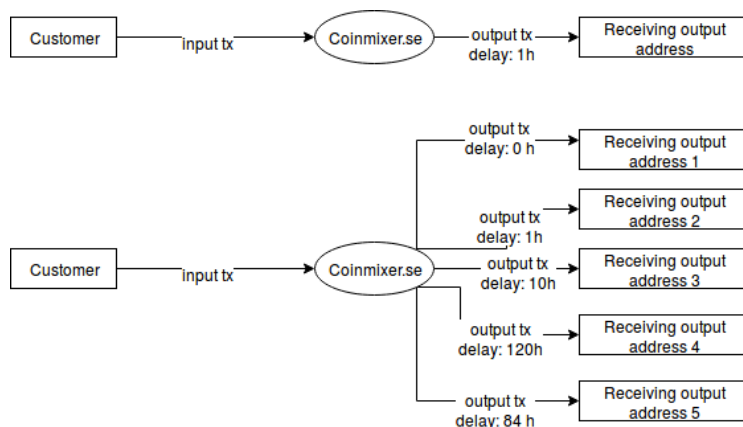 Customer
input tx
Coinmixer.se
output tx
delay: 1h
Receiving output
address
output tx
delay: 0 h
Receiving output
address 1
output tx
delay: 1h
Receiving output
address 2
Customer
input tx
Coinmixer.se
output tx
delay: 10h
Receiving output
address 3
output tx
delay: 120h
Receiving output
address 4
output tx
delay: 84 h
Receiving output
address 5